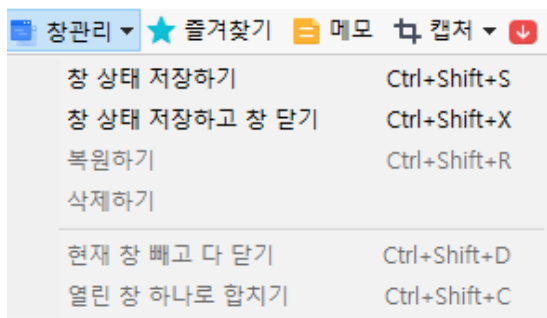 창관리 즐겨찾기 메모 캡처
창 상태 저장하기 Ctrl+Shift+S
창 상태 저장하고 창 닫기 Ctrl+Shift+X
복원하기 Ctrl+Shift+R
삭제하기
현재 창 빼고 다 닫기 Ctrl+Shift+D
열린 창 하나로 합치기 Ctrl+Shift+C